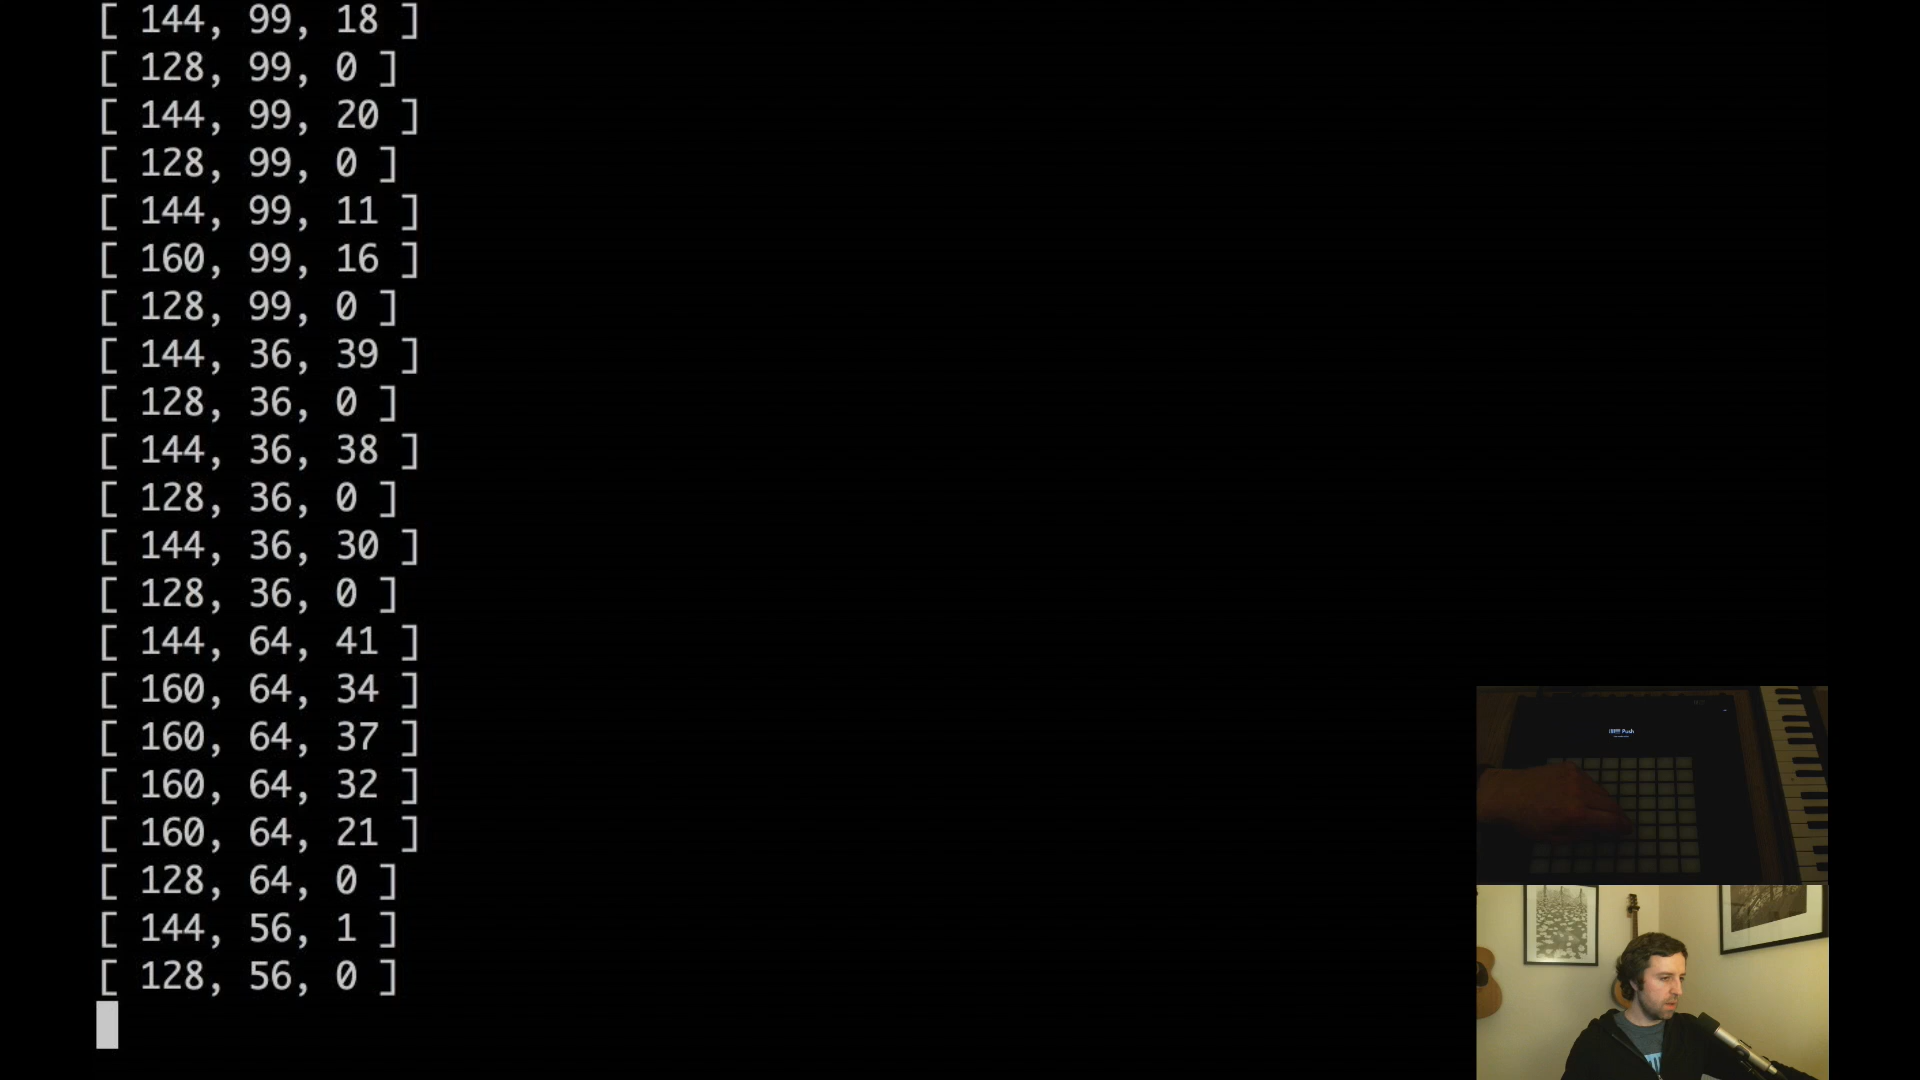 [ 144, 99, 18 ]
[ 128, 99, 0 ]
[ 144, 99, 20 ]
[ 128, 99, 0 ]
[ 144, 99, 11 ]
[ 160, 99, 16 ]
[ 128, 99, 0 ]
[ 144, 36, 39 ]
[ 128, 36, 0 ]
[ 144, 36, 38 ]
[ 128, 36, 0 ]
[ 144, 36, 30 ]
[ 128, 36, 0 ]
[ 144, 64, 41 ]
[ 160, 64, 34 ]
[ 160, 64, 37 ]
[ 160, 64, 32 ]
[ 160, 64, 21 ]
[ 128, 64, 0 ]
[ 144, 56, 1 ]
[ 128, 56, 0 ]
Push